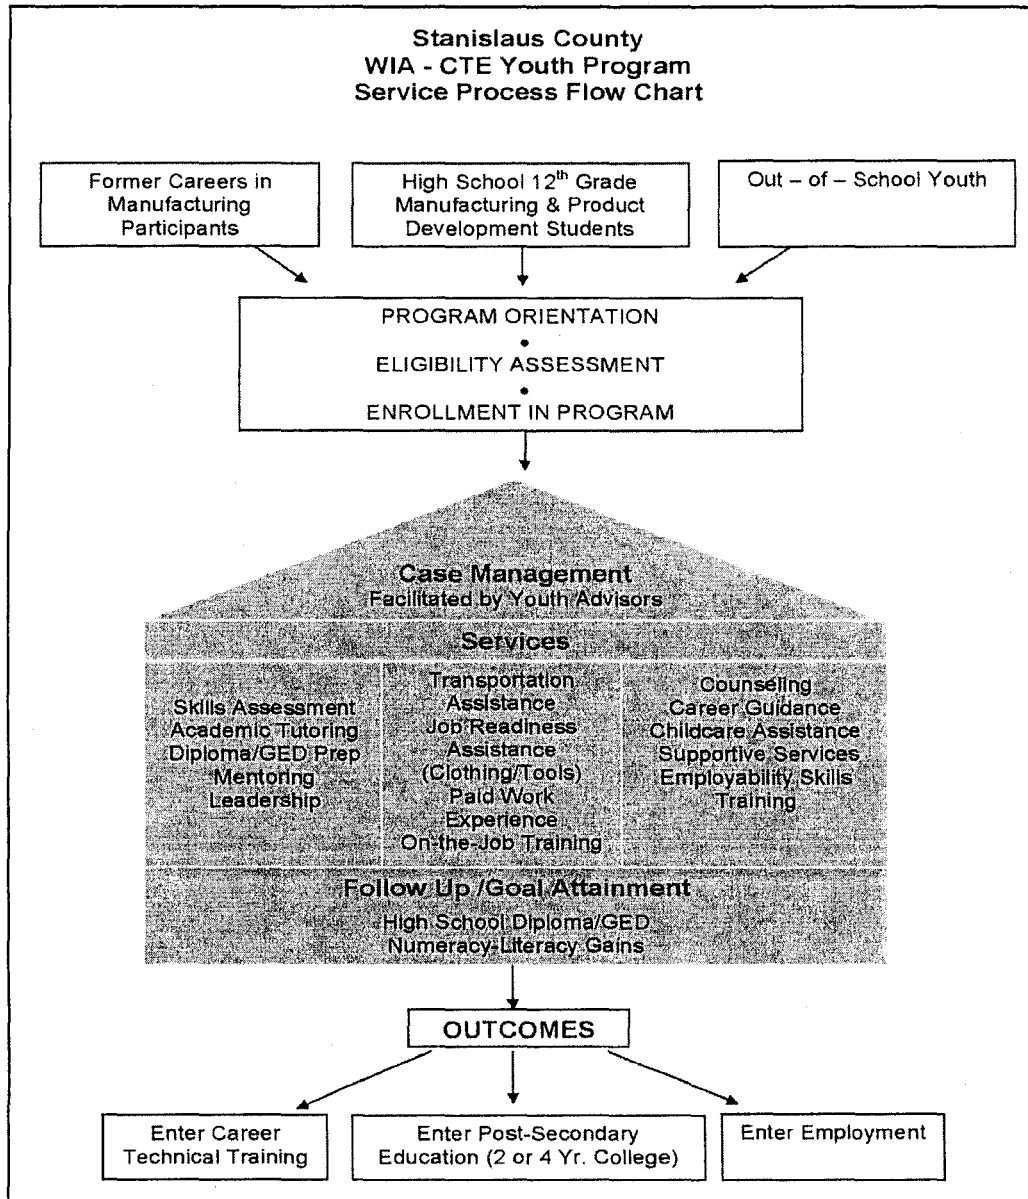 Stanislaus County
WIA - CTE Youth Program
Service Process Flow Chart
Former Careers in
Manufacturing
Participants
High School 12th Grade
Manufacturing & Product
Development Students
Out – of – School Youth
PROGRAM ORIENTATION
•
ELIGIBILITY ASSESSMENT
•
ENROLLMENT IN PROGRAM
Case Management
Facilitated by Youth Advisors
Services
Skills Assessment
Academic Tutoring
Diploma/GED Prep
Mentoring
Leadership
Transportation
Assistance
Job Readiness
Assistance
(Clothing/Tools)
Paid Work
Experience
On-the-Job Training
Counseling
Career Guidance
Childcare Assistance
Supportive Services
Employability Skills
Training
Follow Up /Goal Attainment
High School Diploma/GED
Numeracy-Literacy Gains
OUTCOMES
Enter Career
Technical Training
Enter Post-Secondary
Education (2 or 4 Yr. College)
Enter Employment